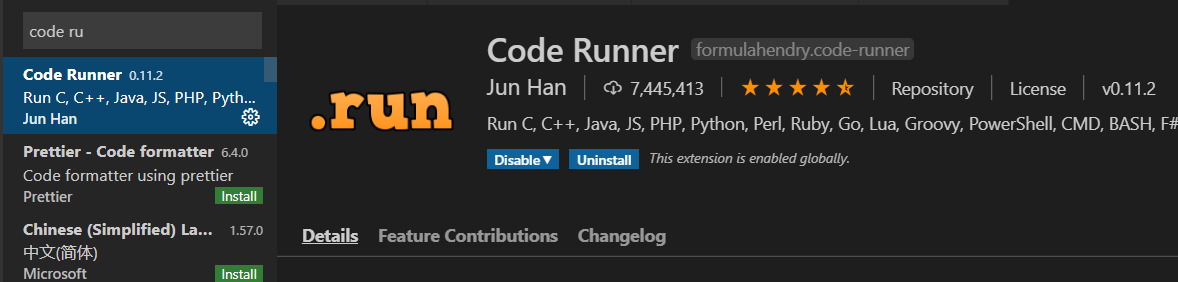 code ru
Code Runner 0.11.2
Run C, C++, Java, JS, PHP, Pyth...
Jun Han
Prettier - Code formatter 6.4.0
Code formatter using prettier
Prettier Install
Chinese (Simplified) La... 1.57.0
中文(简体)
Microsoft Install
.run
Code Runner formulahendry.code-runner
Jun Han 7,445,413 Repository License v0.11.2
Run C, C++, Java, JS, PHP, Python, Perl, Ruby, Go, Lua, Groovy, PowerShell, CMD, BASH, F#
Disable Uninstall This extension is enabled globally.
Details Feature Contributions Changelog